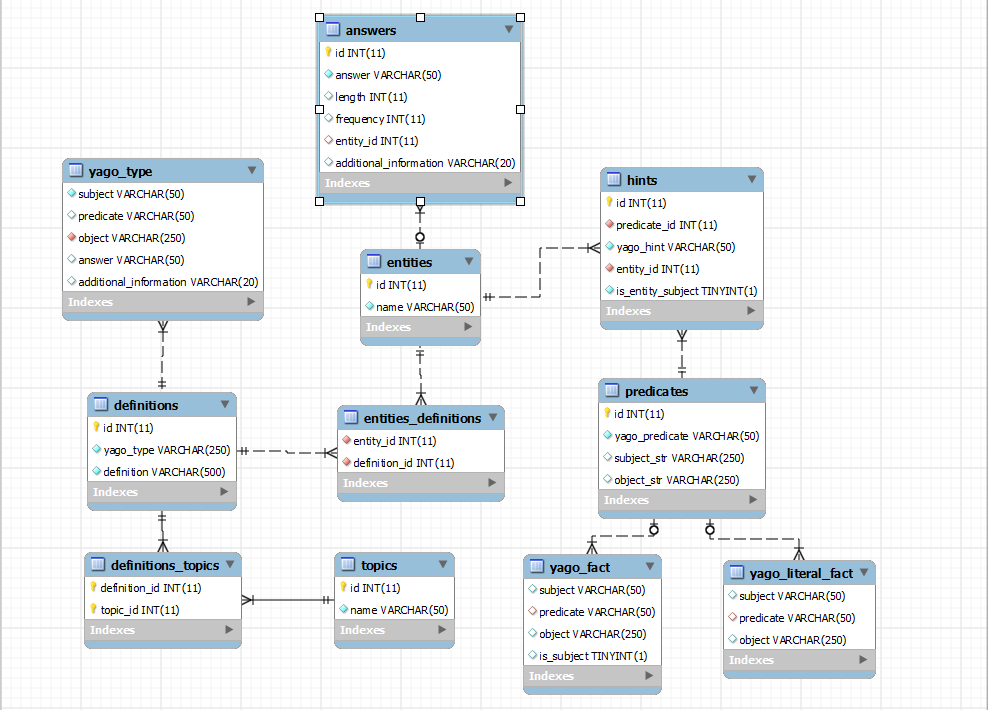 answers
id INT(11)
answer VARCHAR(50)
length INT(11)
frequency INT(11)
entity_id INT(11)
additional_information VARCHAR(20)
Indexes
yago_type
subject VARCHAR(50)
predicate VARCHAR(50)
object VARCHAR(250)
answer VARCHAR(50)
additional_information VARCHAR(20)
Indexes
hints
id INT(11)
predicate_id INT(11)
yago_hint VARCHAR(50)
entity_id INT(11)
is_entity_subject TINYINT(1)
Indexes
entities
id INT(11)
name VARCHAR(50)
Indexes
definitions
id INT(11)
yago_type VARCHAR(250)
definition VARCHAR(500)
Indexes
entities_definitions
entity_id INT(11)
definition_id INT(11)
Indexes
predicates
id INT(11)
yago_predicate VARCHAR(50)
subject_str VARCHAR(250)
object_str VARCHAR(250)
Indexes
definitions_topics
definition_id INT(11)
topic_id INT(11)
Indexes
topics
id INT(11)
name VARCHAR(50)
Indexes
yago_fact
subject VARCHAR(50)
predicate VARCHAR(50)
object VARCHAR(250)
is_subject TINYINT(1)
Indexes
yago_literal_fact
subject VARCHAR(50)
predicate VARCHAR(50)
object VARCHAR(250)
Indexes